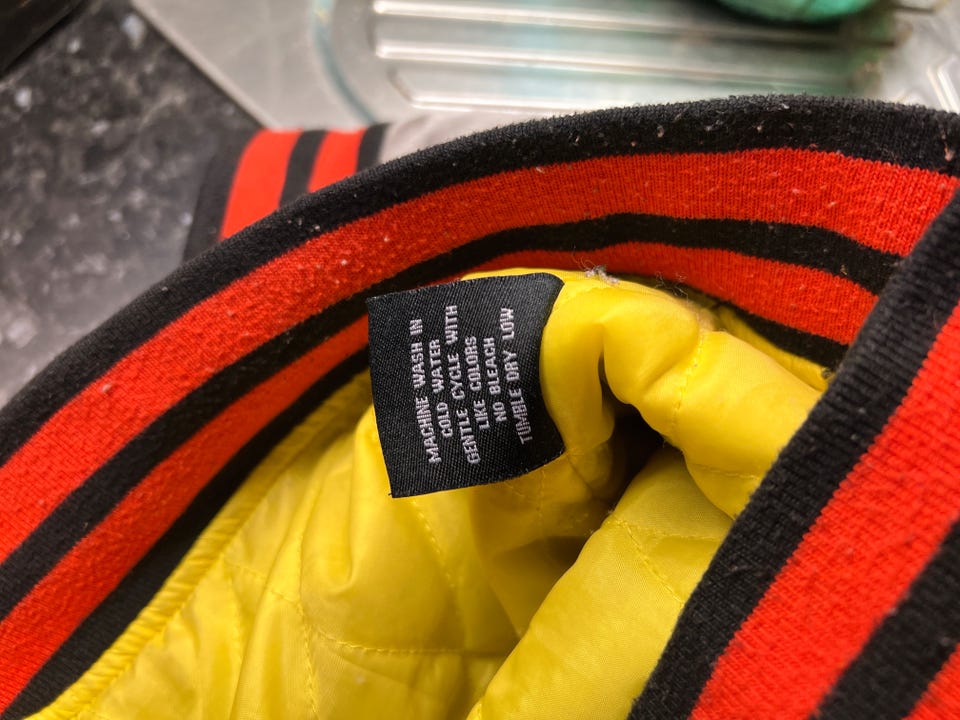 MACHINE WASH IN
COLD WATER
GENTLE CYCLE WITH
LIKE COLORS
NO BLEACH
TUMBLE DRY LOW